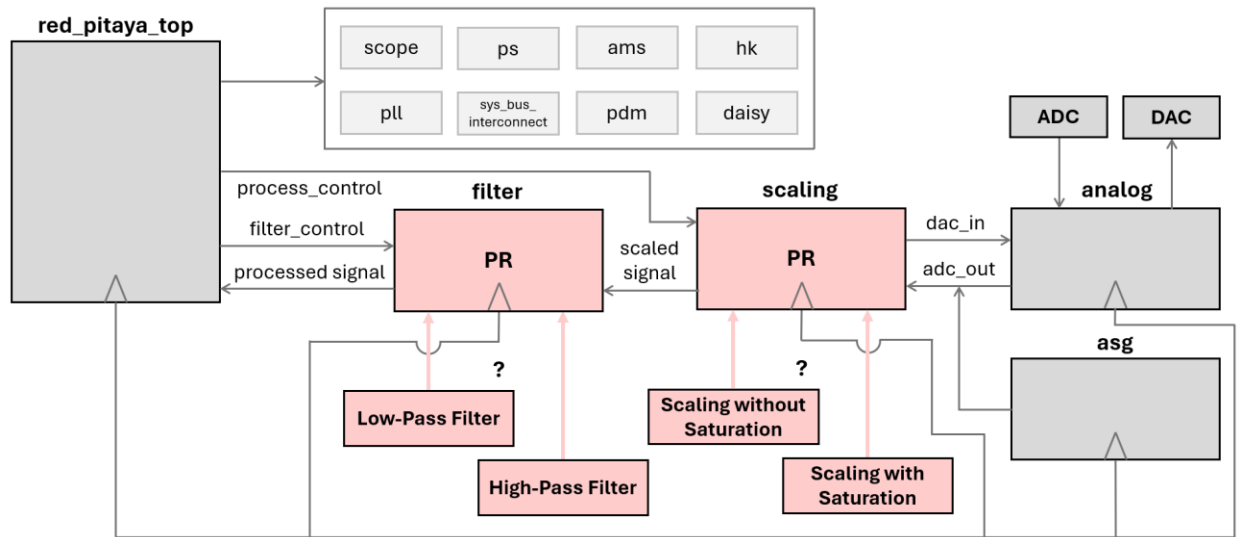 red_pitaya_top
scope
ps
ams
hk
pll
sys_bus_
interconnect
pdm
daisy
ADC
DAC
process_control
filter
scaling
analog
filter_control
PR
processed signal
scaled
signal
PR
dac_in
adc_out
asg
?
?
Low-Pass Filter
Scaling without
Saturation
High-Pass Filter
Scaling with
Saturation